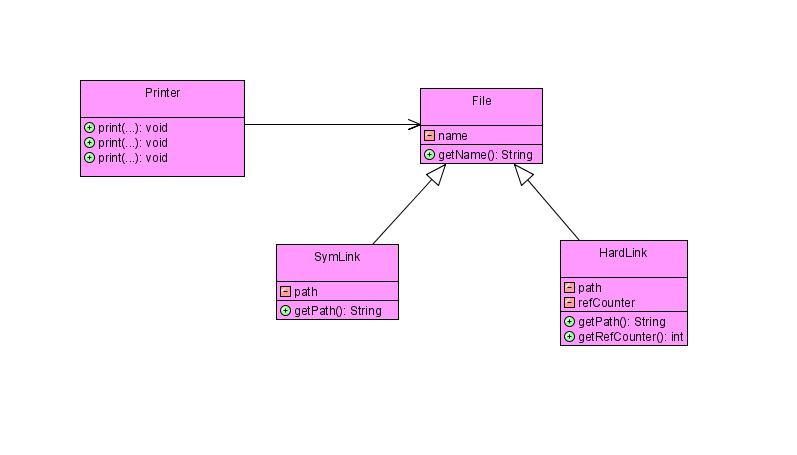 Printer
print(...): void
print(...): void
print(...): void
File
name
getName(): String
SymLink
path
getPath(): String
HardLink
path
refCounter
getPath(): String
getRefCounter(): int